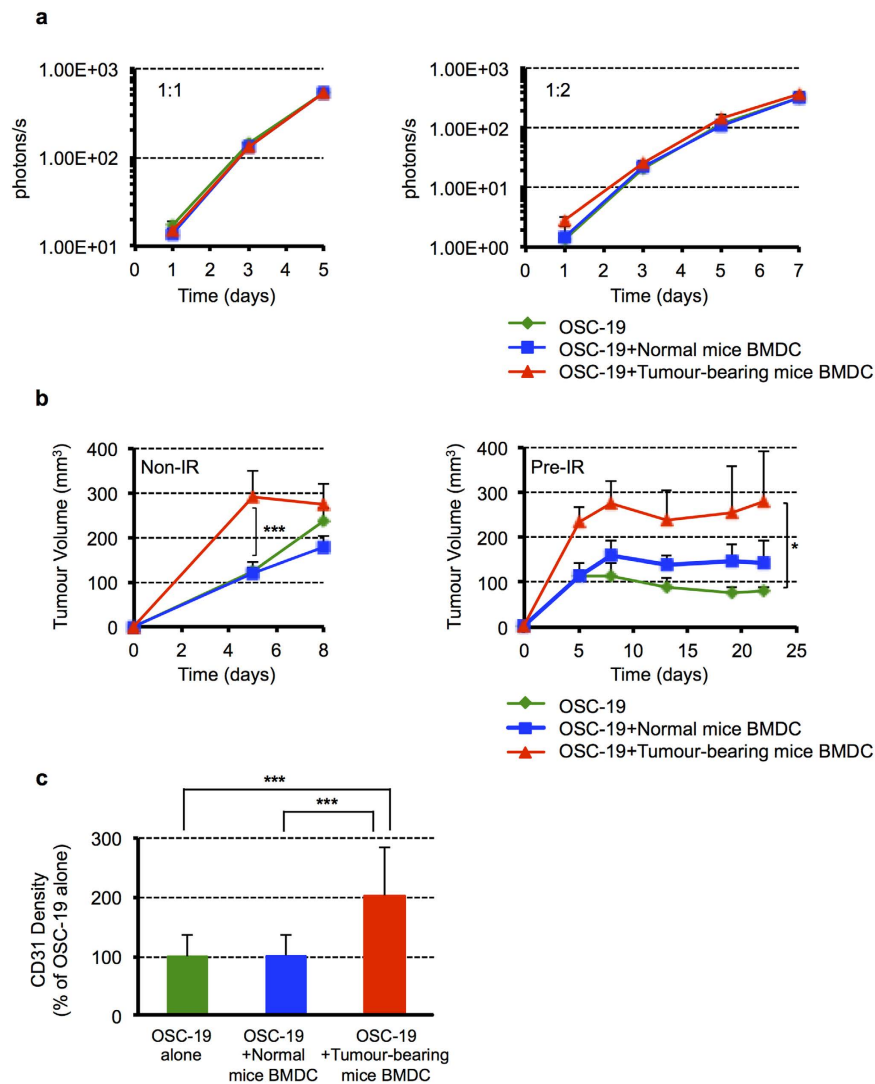 a
1.00E+03
1.00E+02
1.00E+01
photons/s
1:1
0 1 2 3 4 5
Time (days)
1.00E+03
1.00E+02
1.00E+01
1.00E+00
photons/s
1:2
0 1 2 3 4 5 6 7
Time (days)
OSC-19
OSC-19+Normal mice BMDC
OSC-19+Tumour-bearing mice BMDC
b
400
300
200
100
0
Tumour Volume (mm³)
Non-IR
***
0 2 4 6 8
Time (days)
400
300
200
100
0
Tumour Volume (mm³)
Pre-IR
*
0 5 10 15 20 25
Time (days)
OSC-19
OSC-19+Normal mice BMDC
OSC-19+Tumour-bearing mice BMDC
c
***
***
300
200
100
0
CD31 Density
(% of OSC-19 alone)
OSC-19
alone
OSC-19
+Normal
mice BMDC
OSC-19
+Tumour-bearing
mice BMDC